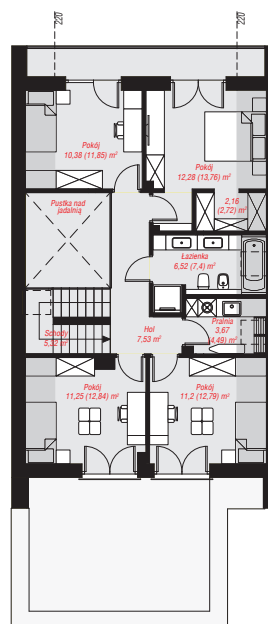 220
220
Pokój
10,38 (11,85) m²
Pokój
12,28 (13,76) m²
Pustka nad
jadalnią
2,16
(2,72) m²
Łazienka
6,52 (7,4) m²
Schody
5,32 m²
Hol
7,53 m²
Pralnia
3,67
(4,49) m²
Pokój
11,25 (12,84) m²
Pokój
11,2 (12,79) m²